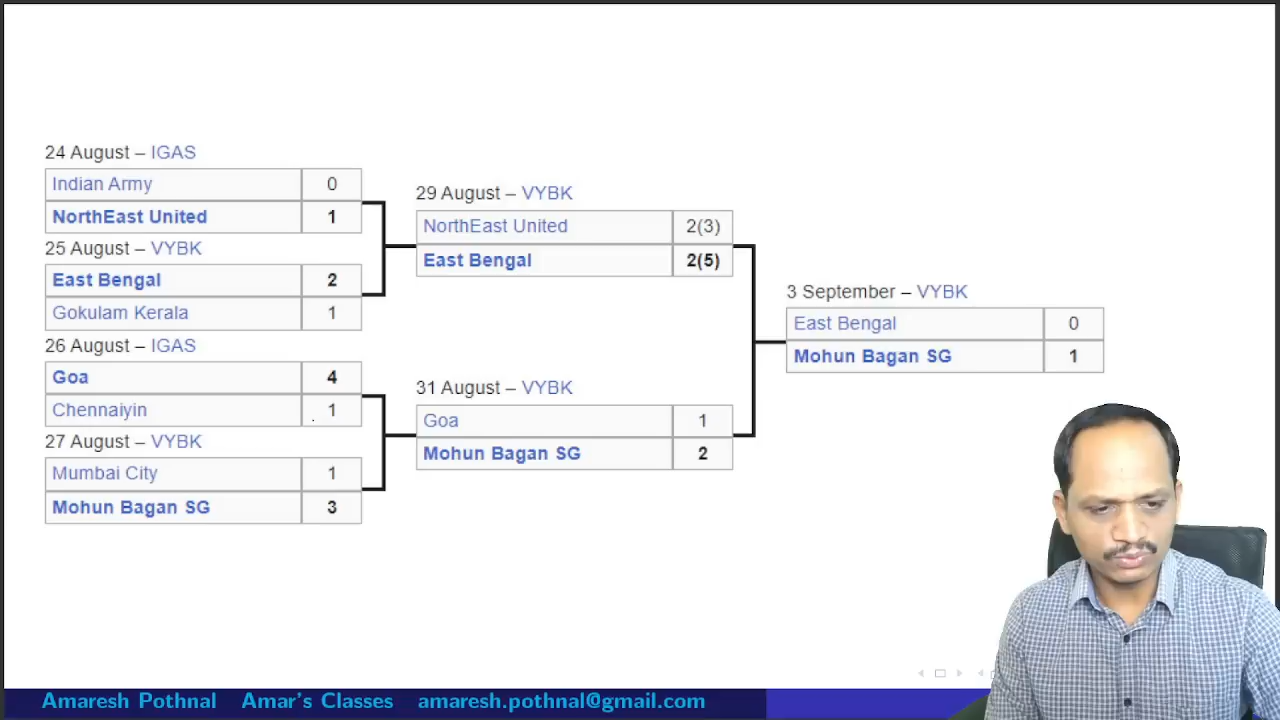 24 August – IGAS
Indian Army 0
NorthEast United 1
25 August – VYBK
East Bengal 2
Gokulam Kerala 1
26 August – IGAS
Goa 4
Chennaiyin 1
27 August – VYBK
Mumbai City 1
Mohun Bagan SG 3
29 August – VYBK
NorthEast United 2(3)
East Bengal 2(5)
31 August – VYBK
Goa 1
Mohun Bagan SG 2
3 September – VYBK
East Bengal 0
Mohun Bagan SG 1
Amaresh Pothnal Amar's Classes amaresh.pothnal@gmail.com